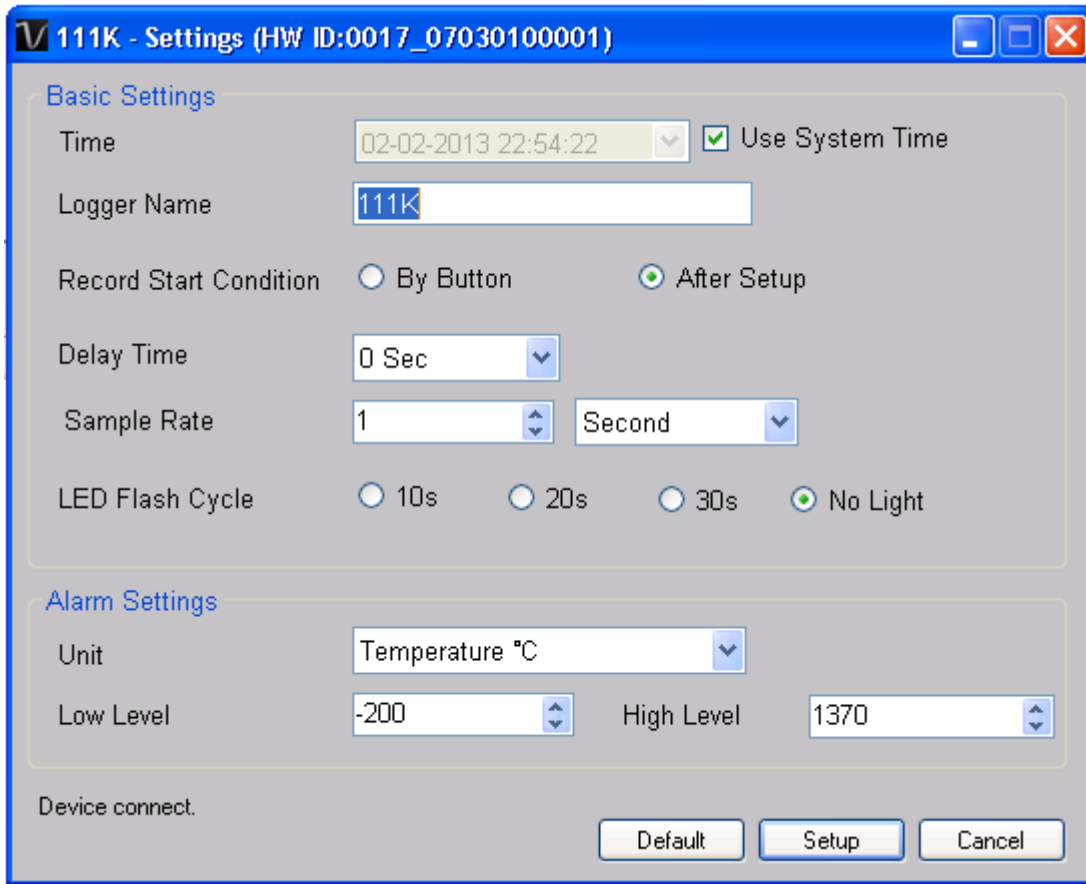 111K - Settings (HW ID:0017_07030100001)
Basic Settings
Time 02-02-2013 22:54:22 Use System Time
Logger Name 111K
Record Start Condition By Button After Setup
Delay Time 0 Sec
Sample Rate 1 Second
LED Flash Cycle 10s 20s 30s No Light
Alarm Settings
Unit Temperature °C
Low Level -200 High Level 1370
Device connect.
Default Setup Cancel